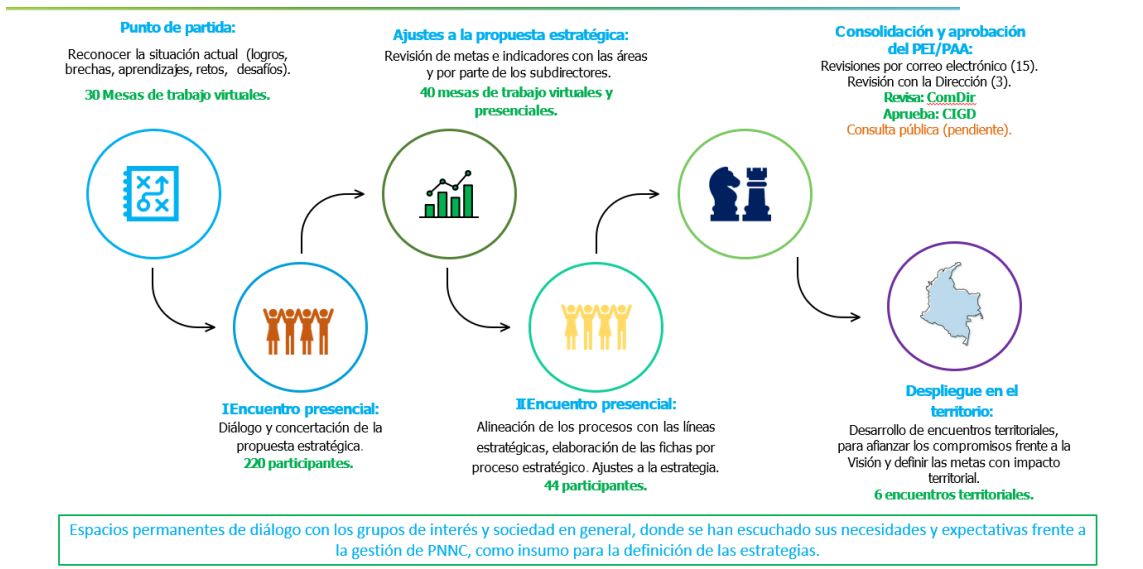 Punto de partida:
Reconocer la situación actual (logros,
brechas, aprendizajes, retos, desafíos).
30 Mesas de trabajo virtuales.
I Encuentro presencial:
Diálogo y concertación de la
propuesta estratégica.
220 participantes.
Ajustes a la propuesta estratégica:
Revisión de metas e indicadores con las áreas
y por parte de los subdirectores.
40 mesas de trabajo virtuales y
presenciales.
II Encuentro presencial:
Alineación de los procesos con las líneas
estratégicas, elaboración de las fichas por
proceso estratégico. Ajustes a la estrategia.
44 participantes.
Consolidación y aprobación
del PEI/PAA:
Revisiones por correo electrónico (15).
Revisión con la Dirección (3).
Revisa: ComDir
Aprueba: CIGD
Consulta pública (pendiente).
Despliegue en el
territorio:
Desarrollo de encuentros territoriales,
para afianzar los compromisos frente a la
Visión y definir las metas con impacto
territorial.
6 encuentros territoriales.
Espacios permanentes de diálogo con los grupos de interés y sociedad en general, donde se han escuchado sus necesidades y expectativas frente a
la gestión de PNNC, como insumo para la definición de las estrategias.